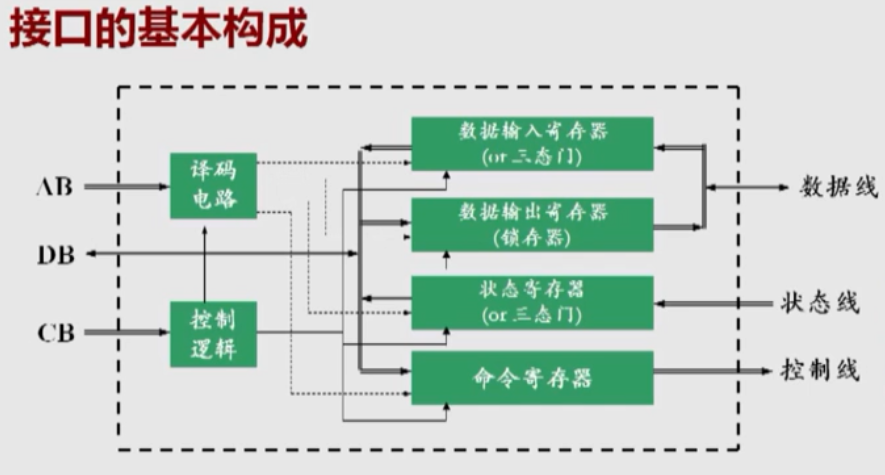 接口的基本构成
数据输入寄存器
(or 三态门)
译码
电路
AB
数据线
数据输出寄存器
(锁存器)
DB
状态寄存器
(or 三态门)
状态线
控制
逻辑
CB
命令寄存器
控制线